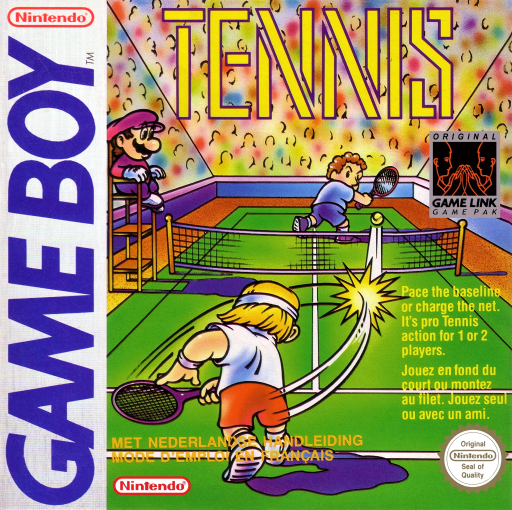 Nintendo
GAME BOY
TM
TENNIS
ORIGINAL
GAME LINK
GAME PAK
Pace the baseline
or charge the net.
It's pro Tennis
action for 1 or 2
players.
Jouez en fond du
court ou montez
au filet. Jouez seul
ou avec un ami.
MET NEDERLANDSE HANDLEIDING
MODE D'EMPLOI EN FRANÇAIS
Nintendo
Original
Nintendo
Seal of
Quality